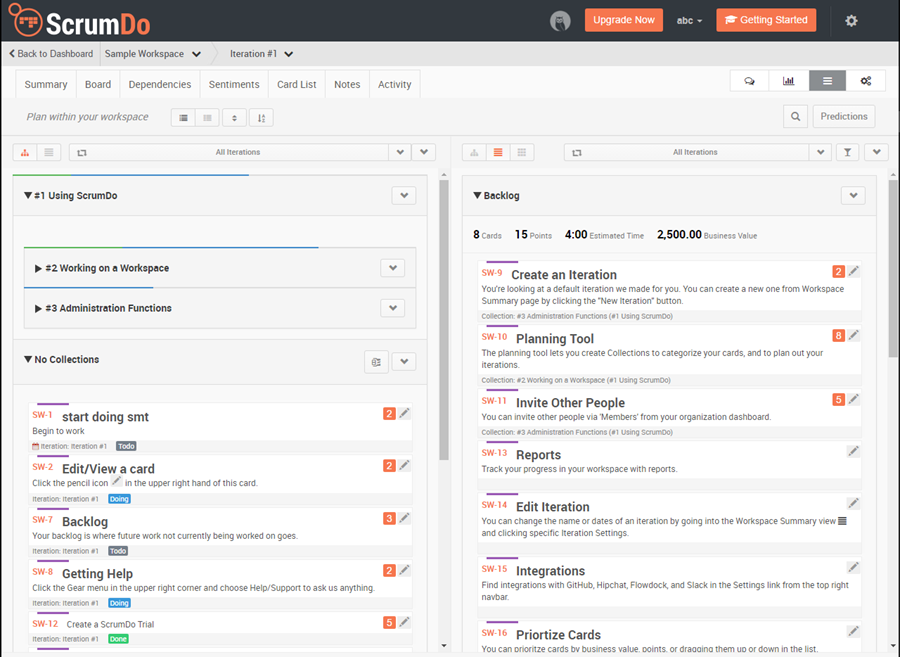 ScrumDo
Upgrade Now
abc
Getting Started
Back to Dashboard
Sample Workspace
Iteration #1
Summary
Board
Dependencies
Sentiments
Card List
Notes
Activity
Plan within your workspace
Predictions
All Iterations
#1 Using ScrumDo
#2 Working on a Workspace
#3 Administration Functions
No Collections
SW-1 start doing smt 2
Begin to work
Iteration: Iteration #1 Todo
SW-2 Edit/View a card 2
Click the pencil icon in the upper right hand of this card.
Iteration: Iteration #1 Doing
SW-7 Backlog 3
Your backlog is where future work not currently being worked on goes.
Iteration: Iteration #1 Todo
SW-8 Getting Help 2
Click the Gear menu in the upper right corner and choose Help/Support to ask us anything.
Iteration: Iteration #1 Doing
SW-12 Create a ScrumDo Trial 5
Iteration: Iteration #1 Done
All Iterations
Backlog
8 Cards 15 Points 4:00 Estimated Time 2,500.00 Business Value
SW-9 Create an Iteration 2
You're looking at a default iteration we made for you. You can create a new one from Workspace
Summary page by clicking the "New Iteration" button.
Collection: #3 Administration Functions (#1 Using ScrumDo)
SW-10 Planning Tool 8
The planning tool lets you create Collections to categorize your cards, and to plan out your
iterations.
Collection: #2 Working on a Workspace (#1 Using ScrumDo)
SW-11 Invite Other People 5
You can invite other people via 'Members' from your organization dashboard.
Collection: #3 Administration Functions (#1 Using ScrumDo)
SW-13 Reports
Track your progress in your workspace with reports.
SW-14 Edit Iteration
You can change the name or dates of an iteration by going into the Workspace Summary view
and clicking specific Iteration Settings.
SW-15 Integrations
Find integrations with GitHub, Hipchat, Flowdock, and Slack in the Settings link from the top right
navbar.
SW-16 Priortize Cards
You can prioritize cards by business value, points, or dragging them up or down in the list.